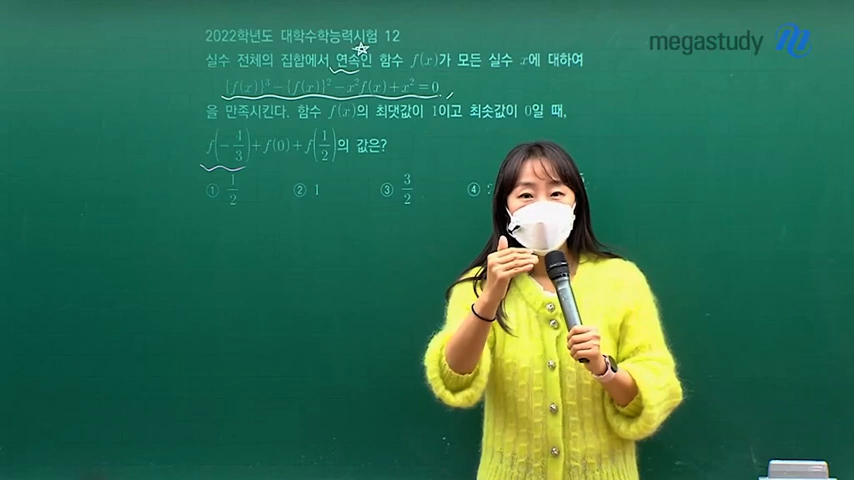 2022학년도 대학수학능력시험 12
megastudy
실수 전체의 집합에서 연속인 함수 f(x)가 모든 실수 x에 대하여
{f(x)}³-{f(x)}²-x²f(x)+x²=0
을 만족시킨다. 함수 f(x)의 최댓값이 1이고 최솟값이 0일 때,
f(-4/3)+f(0)+f(1/2)의 값은?
① 1/2 ② 1 ③ 3/2 ④